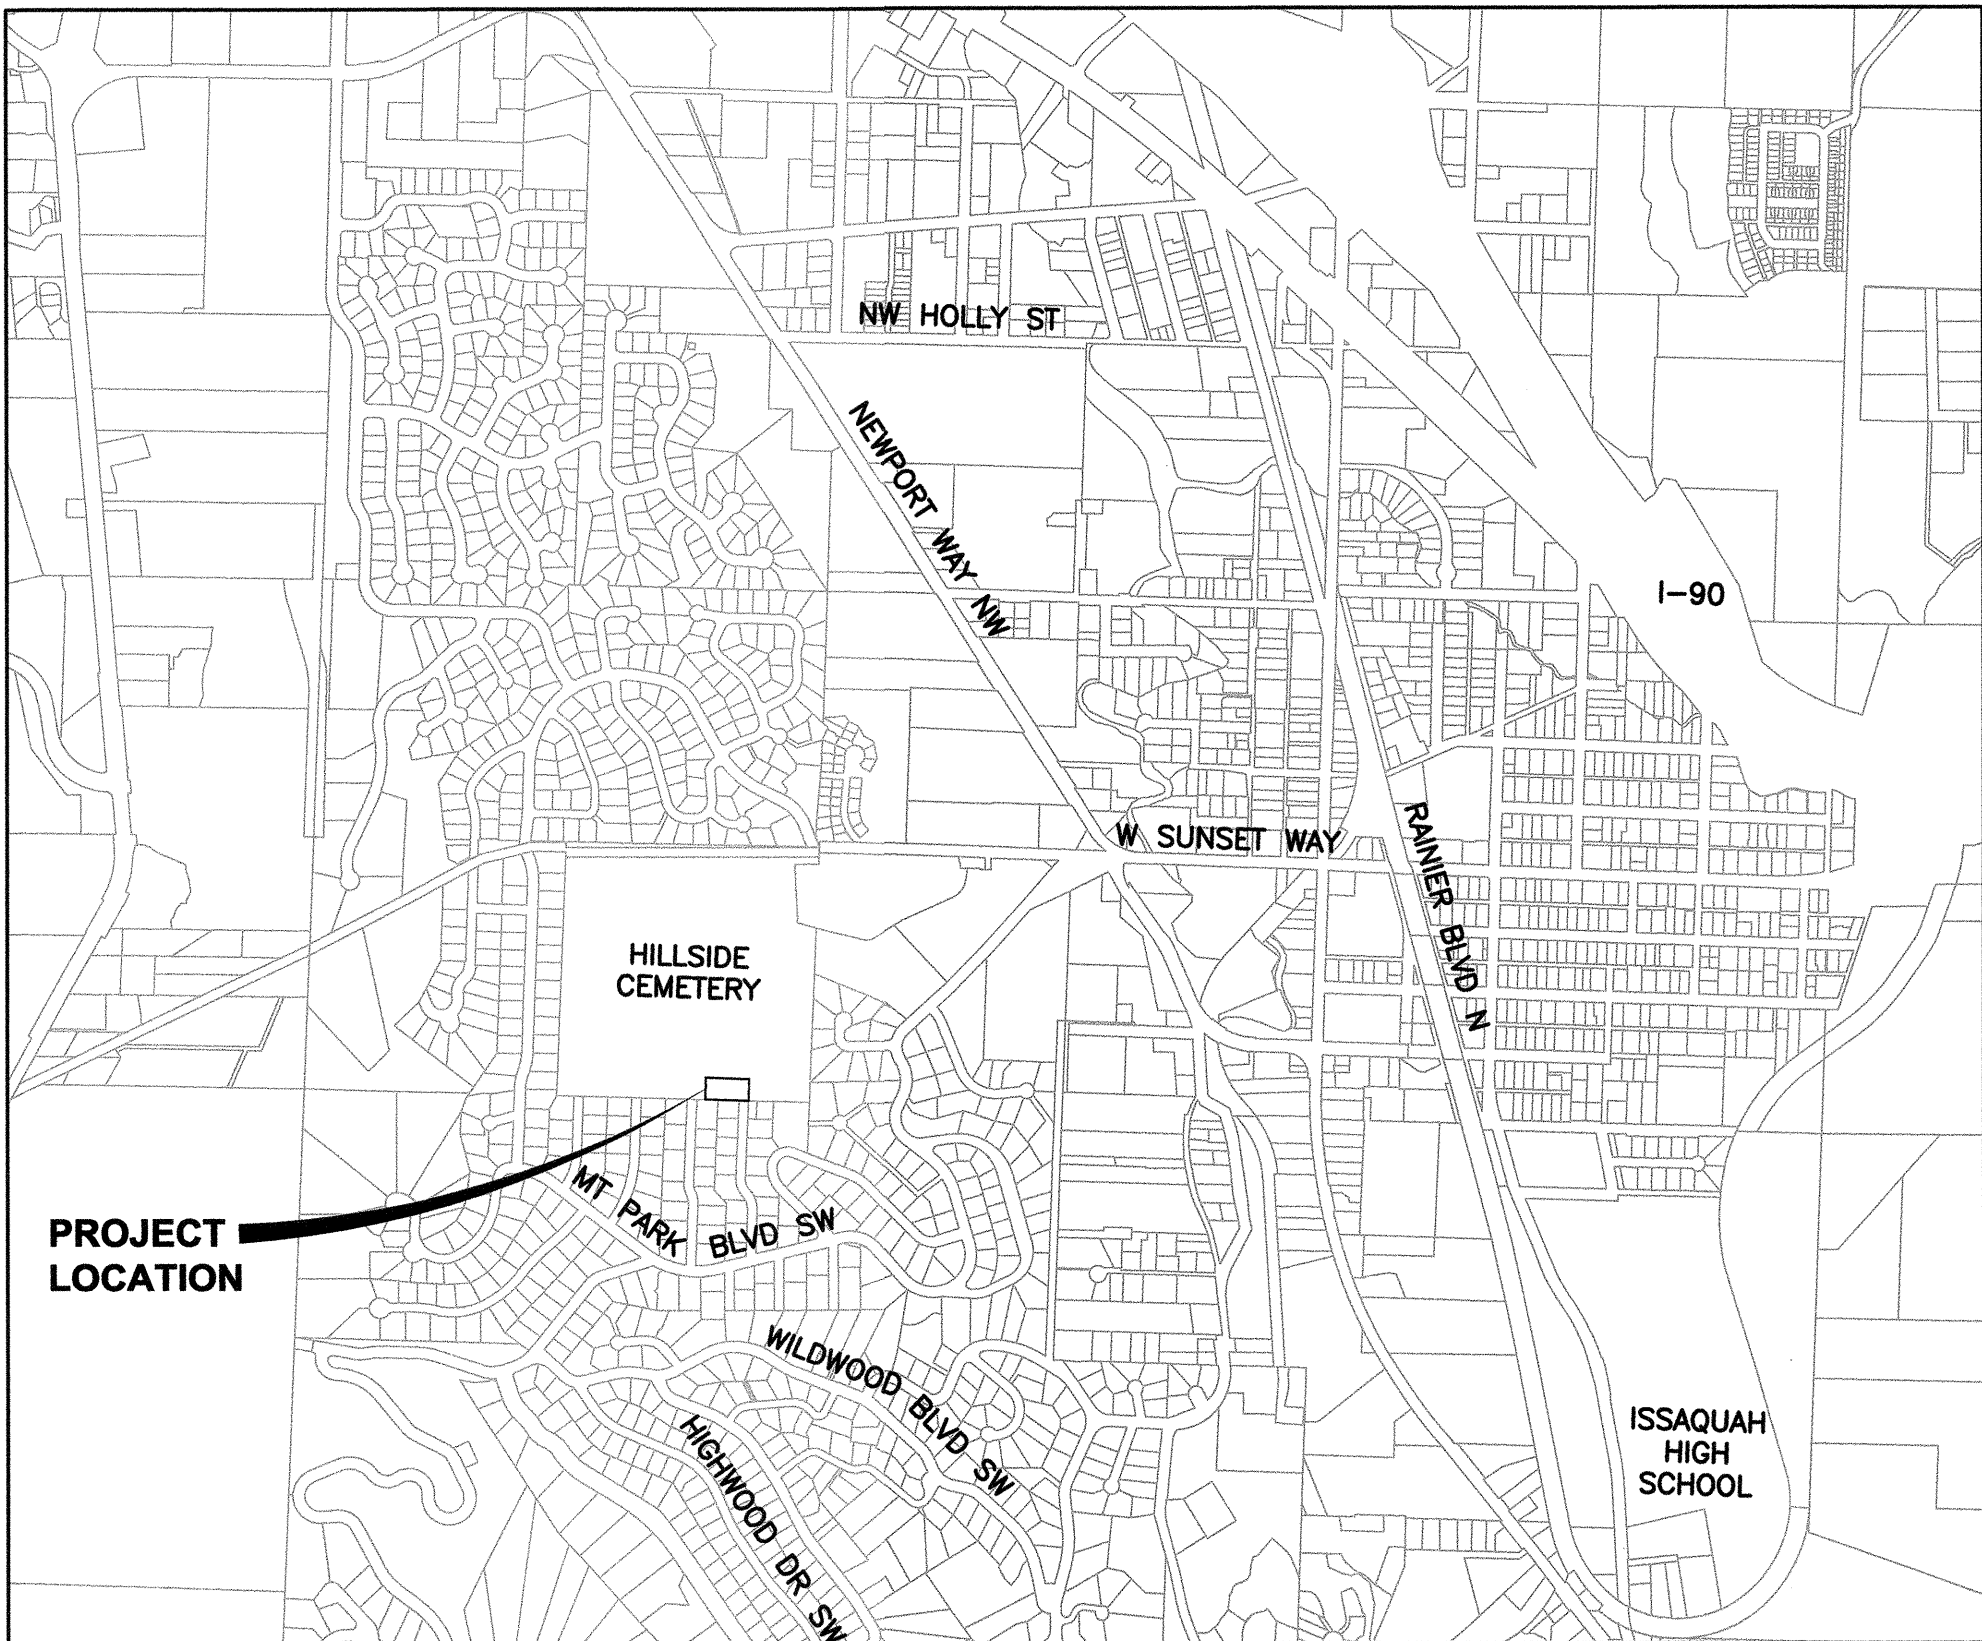 NW HOLLY ST
NEWPORT WAY NW
I-90
W SUNSET WAY
RAINIER BLVD N
HILLSIDE
CEMETERY
MT PARK BLVD SW
PROJECT
LOCATION
WILDWOOD BLVD SW
HIGHWOOD DR SW
ISSAQUAH
HIGH
SCHOOL